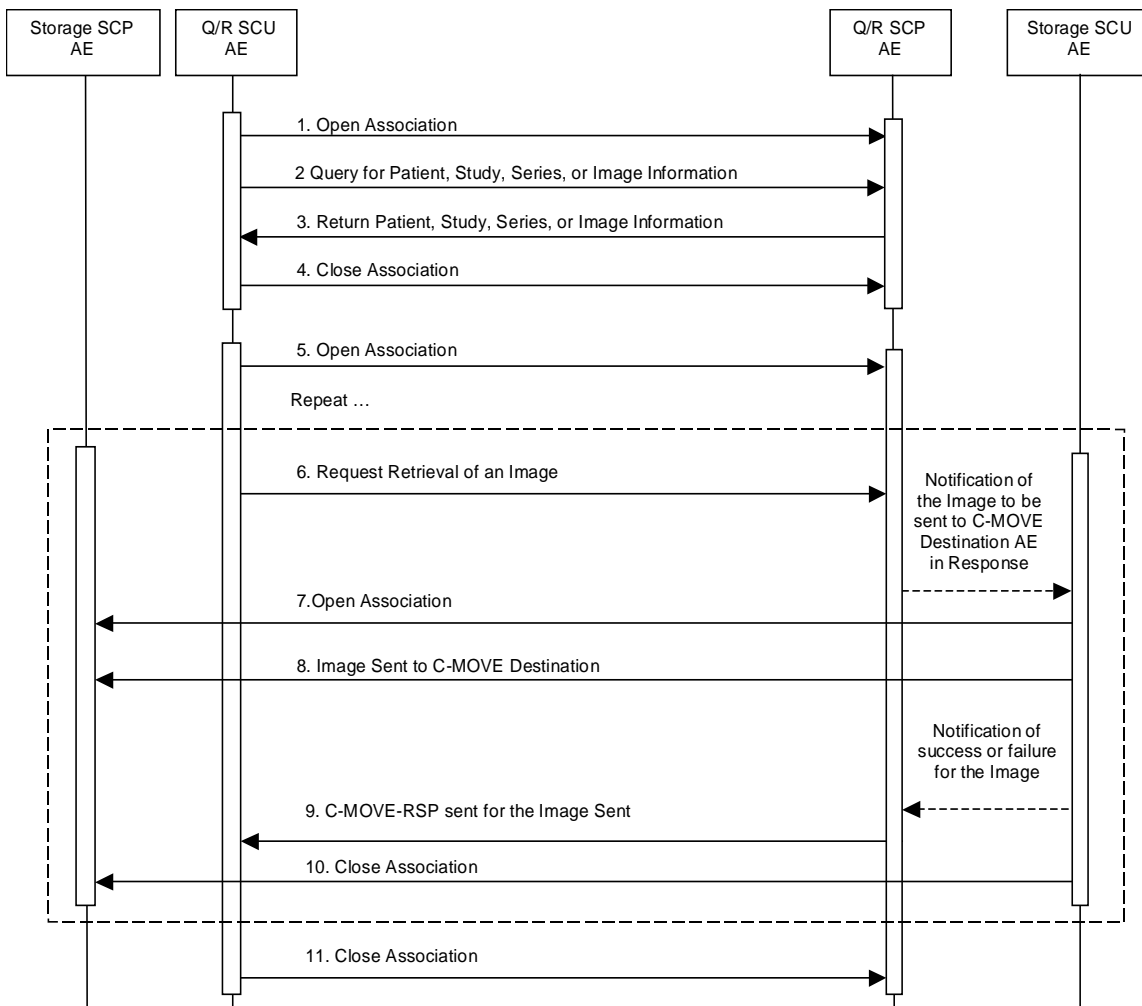 Storage SCP
AE
Q/R SCU
AE
Q/R SCP
AE
Storage SCU
AE
1. Open Association
2 Query for Patient, Study, Series, or Image Information
3. Return Patient, Study, Series, or Image Information
4. Close Association
5. Open Association
Repeat …
6. Request Retrieval of an Image
Notification of
the Image to be
sent to C-MOVE
Destination AE
in Response
7.Open Association
8. Image Sent to C-MOVE Destination
Notification of
success or failure
for the Image
9. C-MOVE-RSP sent for the Image Sent
10. Close Association
11. Close Association